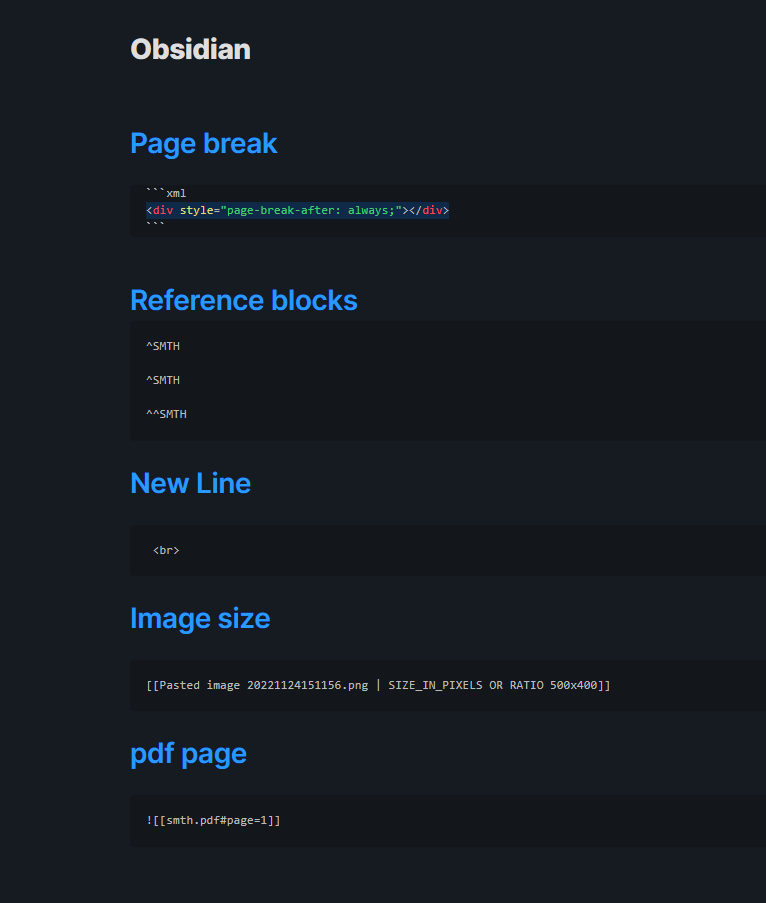 Obsidian
Page break
```xml
<div style="page-break-after: always;"></div>
```
Reference blocks
^SMTH
^SMTH
^^SMTH
New Line
<br>
Image size
[[Pasted image 20221124151156.png | SIZE_IN_PIXELS OR RATIO 500x400]]
pdf page
![[smth.pdf#page=1]]